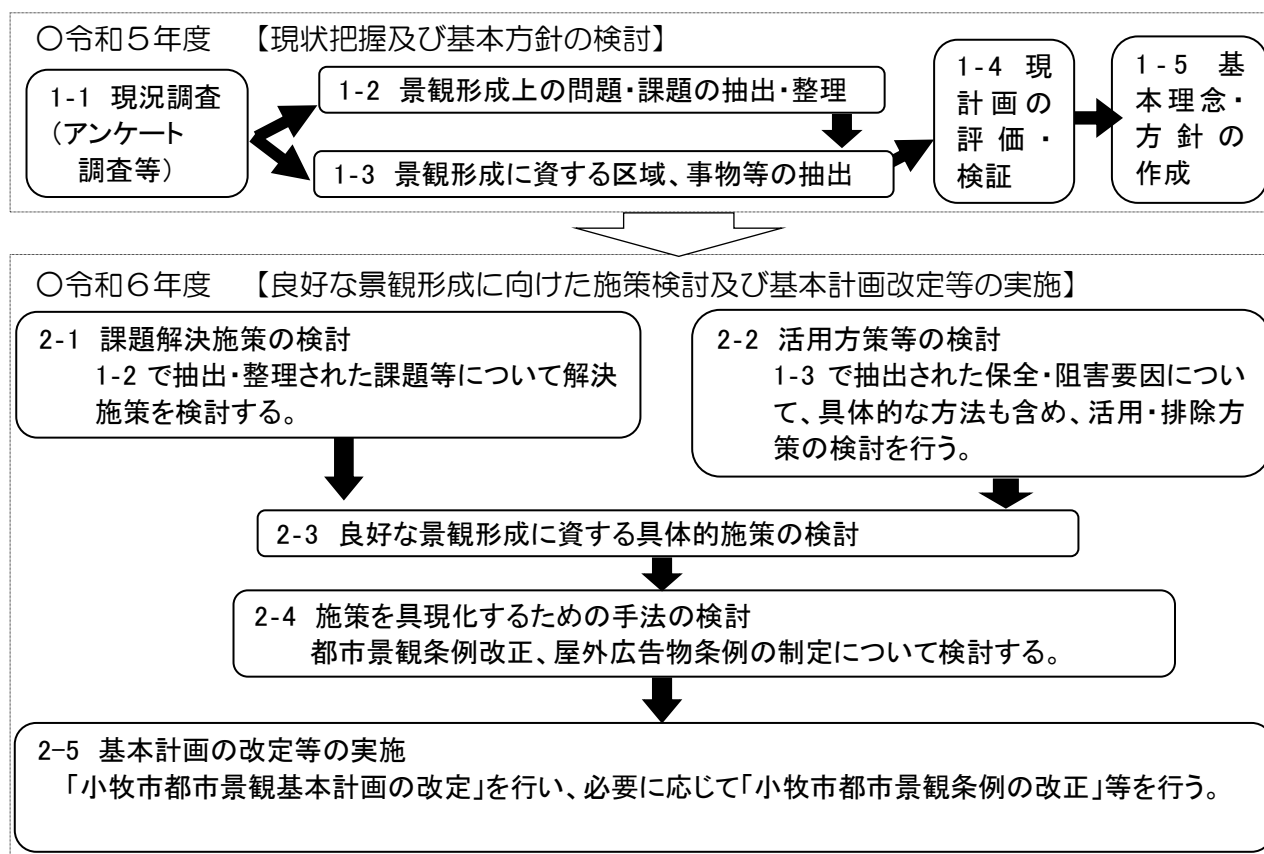 〇令和５年度　【現状把握及び基本方針の検討】
1-1 現況調査
（アンケート
調査等）
1-2 景観形成上の問題・課題の抽出・整理
1-3 景観形成に資する区域、事物等の抽出
1-4 現
計画の
評価・
検証
1-5 基
本理念・
方針の
作成
〇令和６年度　【良好な景観形成に向けた施策検討及び基本計画改定等の実施】
2-1 課題解決施策の検討
1-2 で抽出・整理された課題等について解決
施策を検討する。
2-2 活用方策等の検討
1-3 で抽出された保全・阻害要因につい
て、具体的な方法も含め、活用・排除方
策の検討を行う。
2-3 良好な景観形成に資する具体的施策の検討
2-4 施策を具現化するための手法の検討
都市景観条例改正、屋外広告物条例の制定について検討する。
2-5 基本計画の改定等の実施
「小牧市都市景観基本計画の改定」を行い、必要に応じて「小牧市都市景観条例の改正」等を行う。